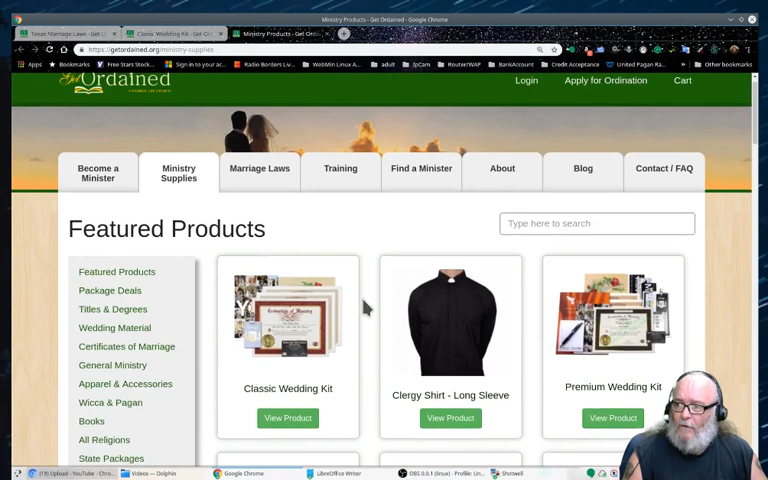 Ministry Products - Get Ordained - Google Chrome
Texas Marriage Laws - Get
Classic Wedding Kit - Get Or
Ministry Products - Get Ord
https://getordained.org/ministry-supplies
Apps
Bookmarks
Free Stars Stock...
Sign in to your ac...
Radio Borders Liv...
WebMin Linux A...
adult
IpCam
Router/WAP
BankAccount
Credit Acceptance
United Pagan Ra...
Other bookmarks
Get
Ordained
Login
Apply for Ordination
Cart
Become a
Minister
Ministry
Supplies
Marriage Laws
Training
Find a Minister
About
Blog
Contact / FAQ
Featured Products
Type here to search
Featured Products
Package Deals
Titles & Degrees
Wedding Material
Certificates of Marriage
General Ministry
Apparel & Accessories
Wicca & Pagan
Books
All Religions
State Packages
Classic Wedding Kit
View Product
Clergy Shirt - Long Sleeve
View Product
Premium Wedding Kit
View Product
(19) Upload - YouTube - Chro...
Videos — Dolphin
Google Chrome
LibreOffice Writer
OBS 0.0.1 (linux) - Profile: Un...
Shotwell